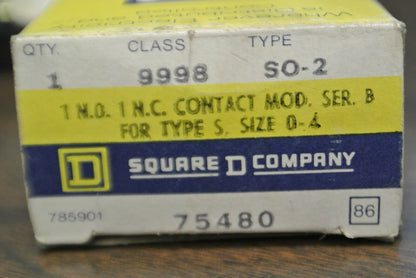 QTY. CLASS TYPE
1 9998 SO-2
1 N.O. 1 N.C. CONTACT MOD. SER. B
FOR TYPE S, SIZE 0-4
D SQUARE D COMPANY
785901 75480 86